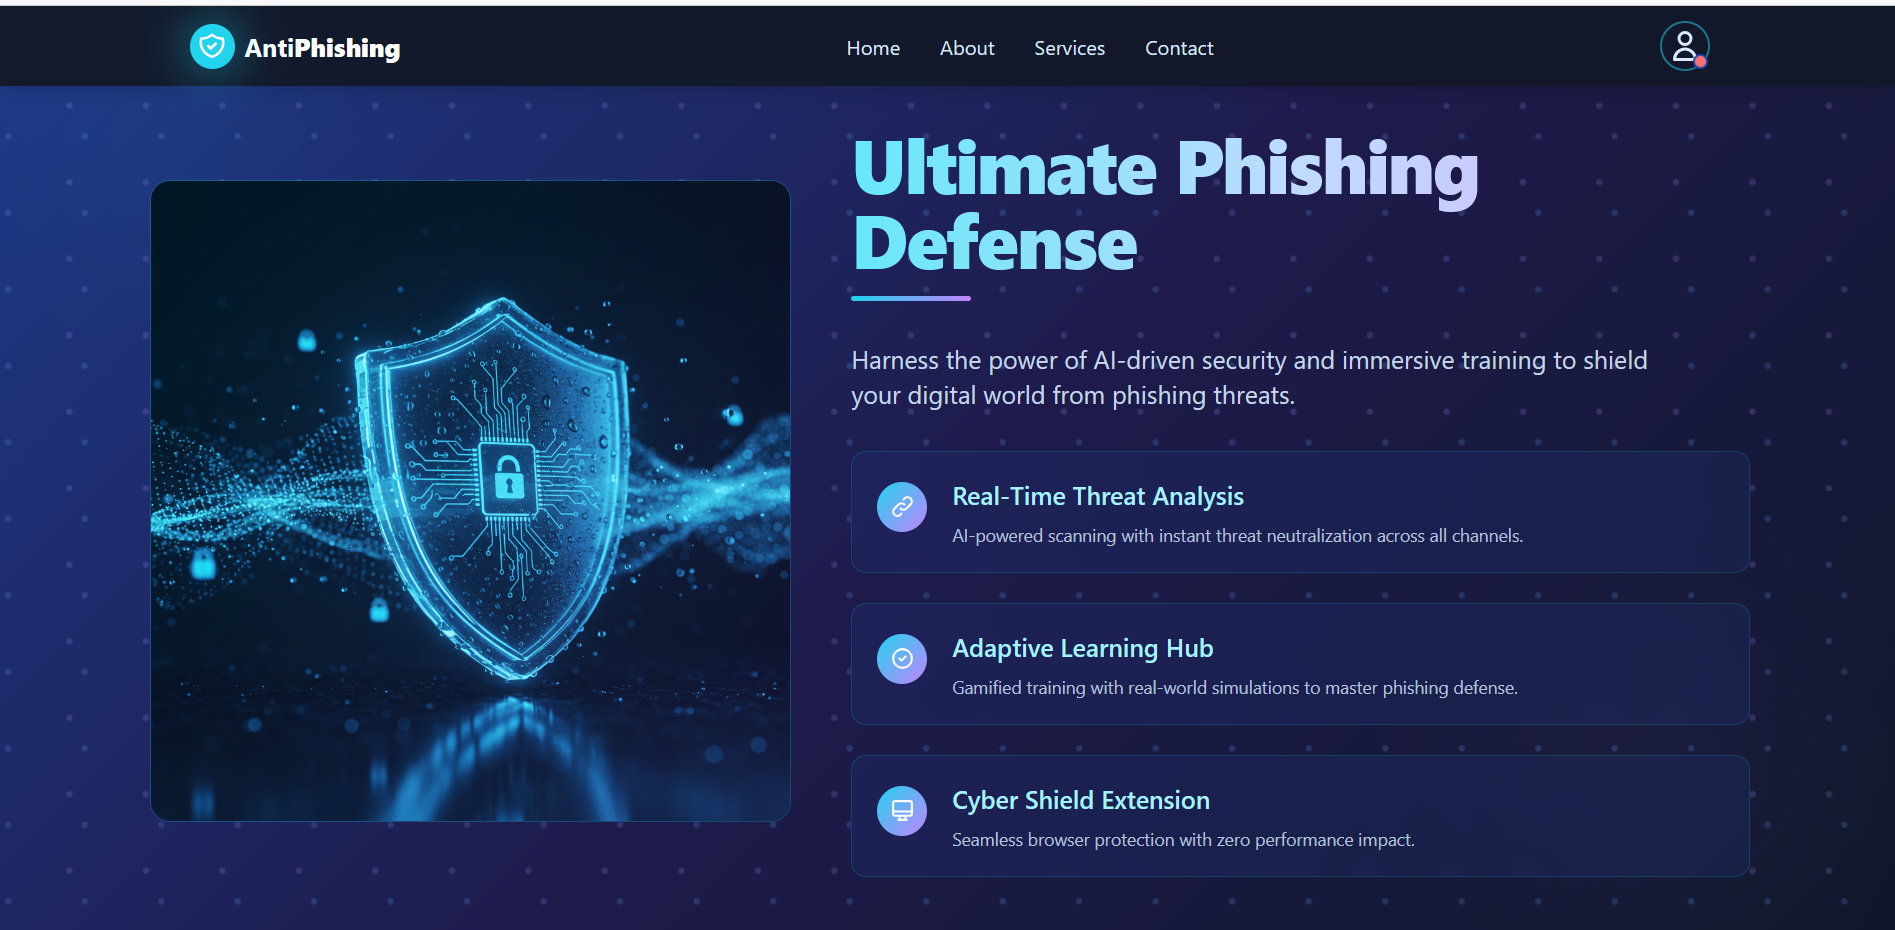 AntiPhishing
Home
About
Services
Contact
Ultimate Phishing
Defense
Harness the power of AI-driven security and immersive training to shield
your digital world from phishing threats.
Real-Time Threat Analysis
AI-powered scanning with instant threat neutralization across all channels.
Adaptive Learning Hub
Gamified training with real-world simulations to master phishing defense.
Cyber Shield Extension
Seamless browser protection with zero performance impact.